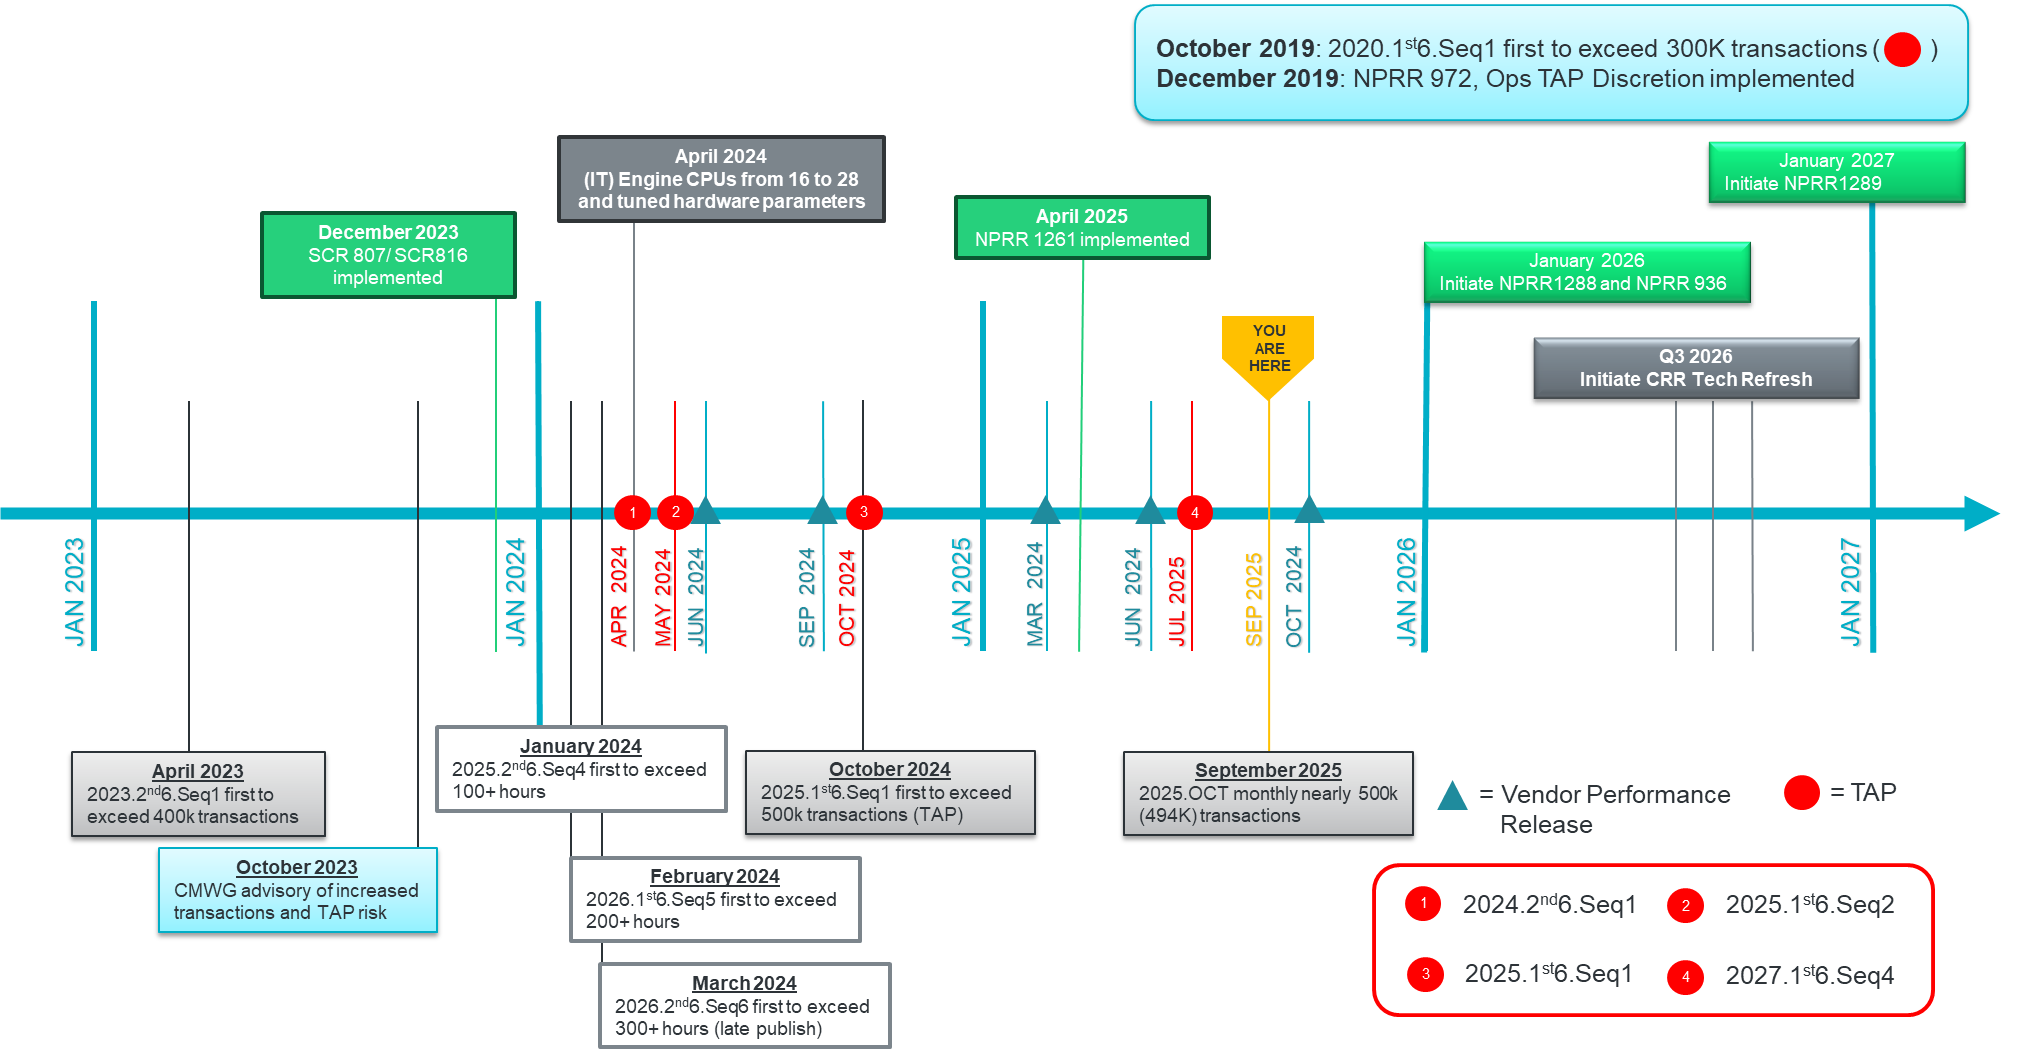 October 2019: 2020.1st6.Seq1 first to exceed 300K transactions ( )
December 2019: NPRR 972, Ops TAP Discretion implemented
January 2027
Initiate NPRR1289
April 2024
(IT) Engine CPUs from 16 to 28
and tuned hardware parameters
April 2025
NPRR 1261 implemented
December 2023
SCR 807/ SCR816
implemented
January 2026
Initiate NPRR1288 and NPRR 936
YOU
ARE
HERE
Q3 2026
Initiate CRR Tech Refresh
1
2
3
4
JAN 2023
JAN 2024
APR 2024
MAY 2024
JUN 2024
SEP 2024
OCT 2024
JAN 2025
MAR 2024
JUN 2024
JUL 2025
SEP 2025
OCT 2024
JAN 2026
JAN 2027
April 2023
2023.2nd6.Seq1 first to
exceed 400k transactions
October 2023
CMWG advisory of increased
transactions and TAP risk
January 2024
2025.2nd6.Seq4 first to exceed
100+ hours
February 2024
2026.1st6.Seq5 first to exceed
200+ hours
March 2024
2026.2nd6.Seq6 first to exceed
300+ hours (late publish)
October 2024
2025.1st6.Seq1 first to exceed
500k transactions (TAP)
September 2025
2025.OCT monthly nearly 500k
(494K) transactions
= Vendor Performance
Release
= TAP
1 2024.2nd6.Seq1
2 2025.1st6.Seq2
3 2025.1st6.Seq1
4 2027.1st6.Seq4